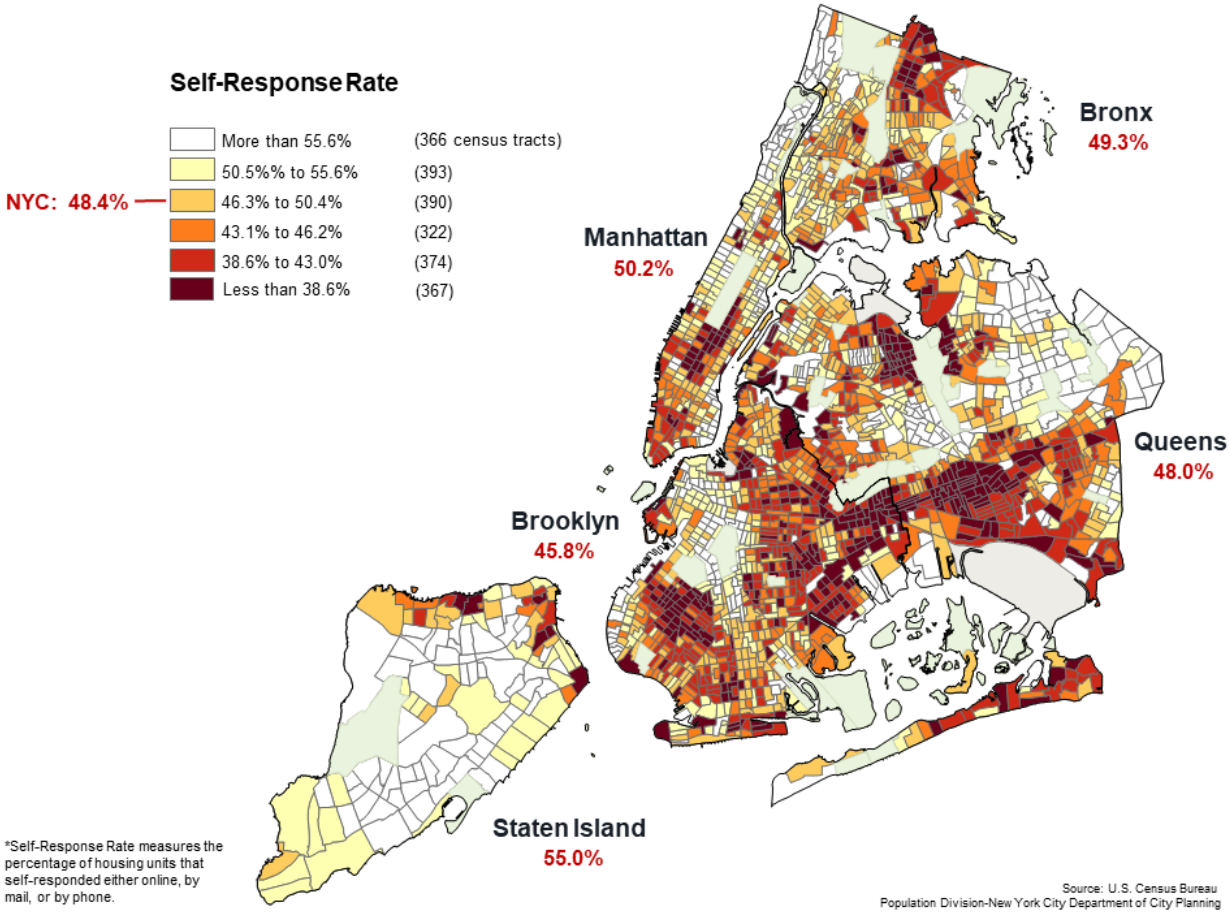 Self-Response Rate
More than 55.6% (366 census tracts)
50.5%% to 55.6% (393)
NYC: 48.4%
46.3% to 50.4% (390)
43.1% to 46.2% (322)
38.6% to 43.0% (374)
Less than 38.6% (367)
Bronx
49.3%
Manhattan
50.2%
Queens
48.0%
Brooklyn
45.8%
Staten Island
55.0%
*Self-Response Rate measures the
percentage of housing units that
self-responded either online, by
mail, or by phone.
Source: U.S. Census Bureau
Population Division-New York City Department of City Planning